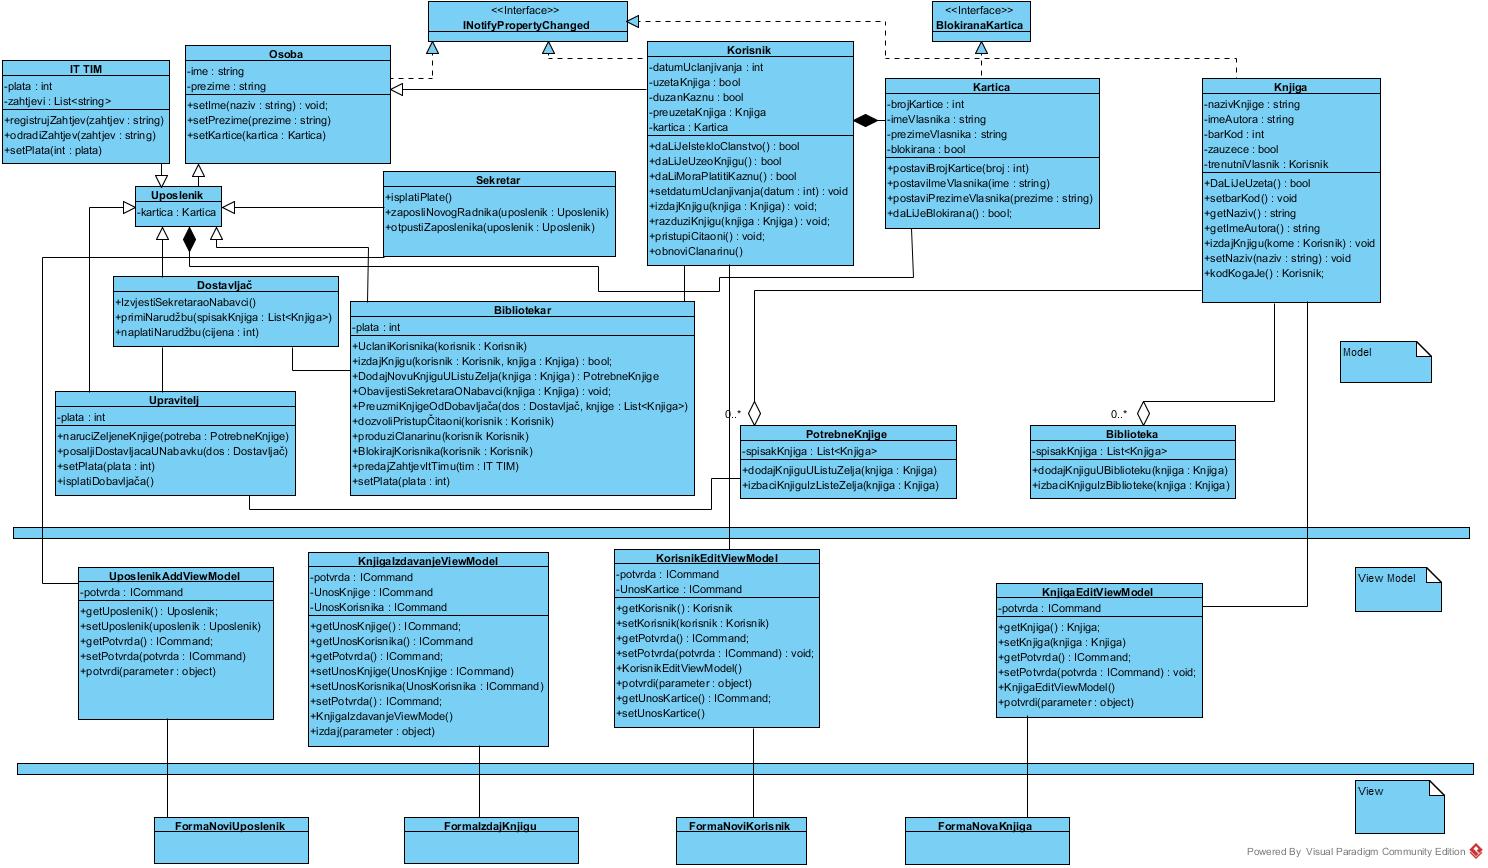 <<Interface>>
INotifyPropertyChanged
<<Interface>>
BlokiranaKartica
IT TIM
-plata : int
-zahtjevi : List<string>
+registrujZahtjev(zahtjev : string)
+odradiZahtjev(zahtjev : string)
+setPlata(int : plata)
Osoba
-ime : string
-prezime : string
+setIme(naziv : string) : void;
+setPrezime(prezime : string)
+setKartice(kartica : Kartica)
Korisnik
-datumUclanjivanja : int
-uzetaKnjiga : bool
-duzanKaznu : bool
-preuzetaKnjiga : Knjiga
-kartica : Kartica
+daLiJeIstekloClanstvo() : bool
+daLiJeUzeoKnjigu() : bool
+daLiMoraPlatitiKaznu() : bool
+setdatumUclanjivanja(datum : int) : void
+izdajKnjigu(knjiga : Knjiga) : void;
+razduziKnjigu(knjiga : Knjiga) : void;
+pristupiCitaoni() : void;
+obnoviClanarinu()
Kartica
-brojKartice : int
-imeVlasnika : string
-prezimeVlasnika : string
-blokirana : bool
+postaviBrojKartice(broj : int)
+postaviImeVlasnika(ime : string)
+postaviPrezimeVlasnika(prezime : string)
+daLiJeBlokirana() : bool;
Knjiga
-nazivKnjige : string
-imeAutora : string
-barKod : int
-zauzece : bool
-trenutniVlasnik : Korisnik
+DaLiJeUzeta() : bool
+setbarKod() : void
+getNaziv() : string
+getImeAutora() : string
+izdajKnjigu(kome : Korisnik) : void
+setNaziv(naziv : string) : void
+kodKogaJe() : Korisnik;
Uposlenik
-kartica : Kartica
Sekretar
+isplatiPlate()
+zaposliNovogRadnika(uposlenik : Uposlenik)
+otpustiZaposlenika(uposlenik : Uposlenik)
Dostavljač
+IzvjestiSekretaraoNabavci()
+primiNarudžbu(spisakKnjiga : List<Knjiga>)
+naplatiNarudžbu(cijena : int)
Bibliotekar
-plata : int
+UclaniKorisnika(korisnik : Korisnik)
+izdajKnjigu(korisnik : Korisnik, knjiga : Knjiga) : bool;
+DodajNovuKnjiguUListuZelja(knjiga : Knjiga) : PotrebneKnjige
+ObavijestiSekretaraONabavci(knjiga : Knjiga) : void;
+PreuzmiKnjigeOdDobavljača(dos : Dostavljač, knjige : List<Knjiga>)
+dozvoliPristupČitaoni(korisnik : Korisnik)
+produziClanarinu(korisnik Korisnik)
+BlokirajKorisnika(korisnik : Korisnik)
+predajZahtjevItTimu(tim : IT TIM)
+setPlata(plata : int)
Model
Upravitelj
-plata : int
+naruciZeljeneKnjige(potreba : PotrebneKnjige)
+posaljiDostavljacaUNabavku(dos : Dostavljač)
+setPlata(plata : int)
+isplatiDobavljača()
0..*
PotrebneKnjige
-spisakKnjiga : List<Knjiga>
+dodajKnjiguUListuZelja(knjiga : Knjiga)
+izbaciKnjiguIzListeZelja(knjiga : Knjiga)
0..*
Biblioteka
-spisakKnjiga : List<Knjiga>
+dodajKnjiguUBiblioteku(knjiga : Knjiga)
+izbaciKnjiguIzBiblioteke(knjiga : Knjiga)
UposlenikAddViewModel
-potvrda : ICommand
+getUposlenik() : Uposlenik;
+setUposlenik(uposlenik : Uposlenik)
+getPotvrda() : ICommand;
+setPotvrda(potvrda : ICommand)
+potvrdi(parameter : object)
KnjigaIzdavanjeViewModel
-potvrda : ICommand
-UnosKnjige : ICommand
-UnosKorisnika : ICommand
+getUnosKnjige() : ICommand;
+getUnosKorisnika() : ICommand
+getPotvrda() : ICommand;
+setUnosKnjige(UnosKnjige : ICommand)
+setUnosKorisnika(UnosKorisnika : ICommand)
+setPotvrda() : ICommand;
+KnjigaIzdavanjeViewMode()
+izdaj(parameter : object)
KorisnikEditViewModel
-potvrda : ICommand
-UnosKartice : ICommand
+getKorisnik() : Korisnik
+setKorisnik(korisnik : Korisnik)
+getPotvrda() : ICommand;
+setPotvrda(potvrda : ICommand) : void;
+KorisnikEditViewModel()
+potvrdi(parameter : object)
+getUnosKartice() : ICommand;
+setUnosKartice()
KnjigaEditViewModel
-potvrda : ICommand
+getKnjiga() : Knjiga;
+setKnjiga(knjiga : Knjiga)
+getPotvrda() : ICommand;
+setPotvrda(potvrda : ICommand) : void;
+KnjigaEditViewModel()
+potvrdi(parameter : object)
View Model
View
FormaNoviUposlenik
FormaIzdajKnjigu
FormaNoviKorisnik
FormaNovaKnjiga
Powered By Visual Paradigm Community Edition